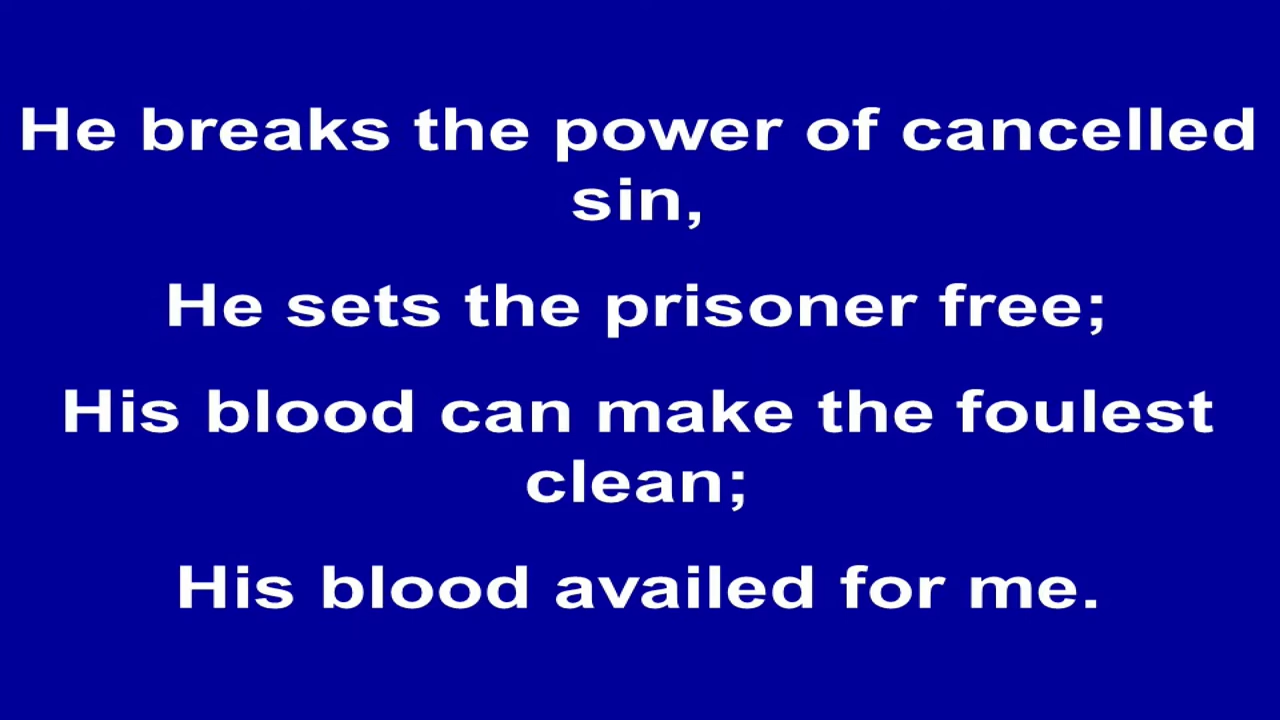 He breaks the power of cancelled
sin,
He sets the prisoner free;
His blood can make the foulest
clean;
His blood availed for me.